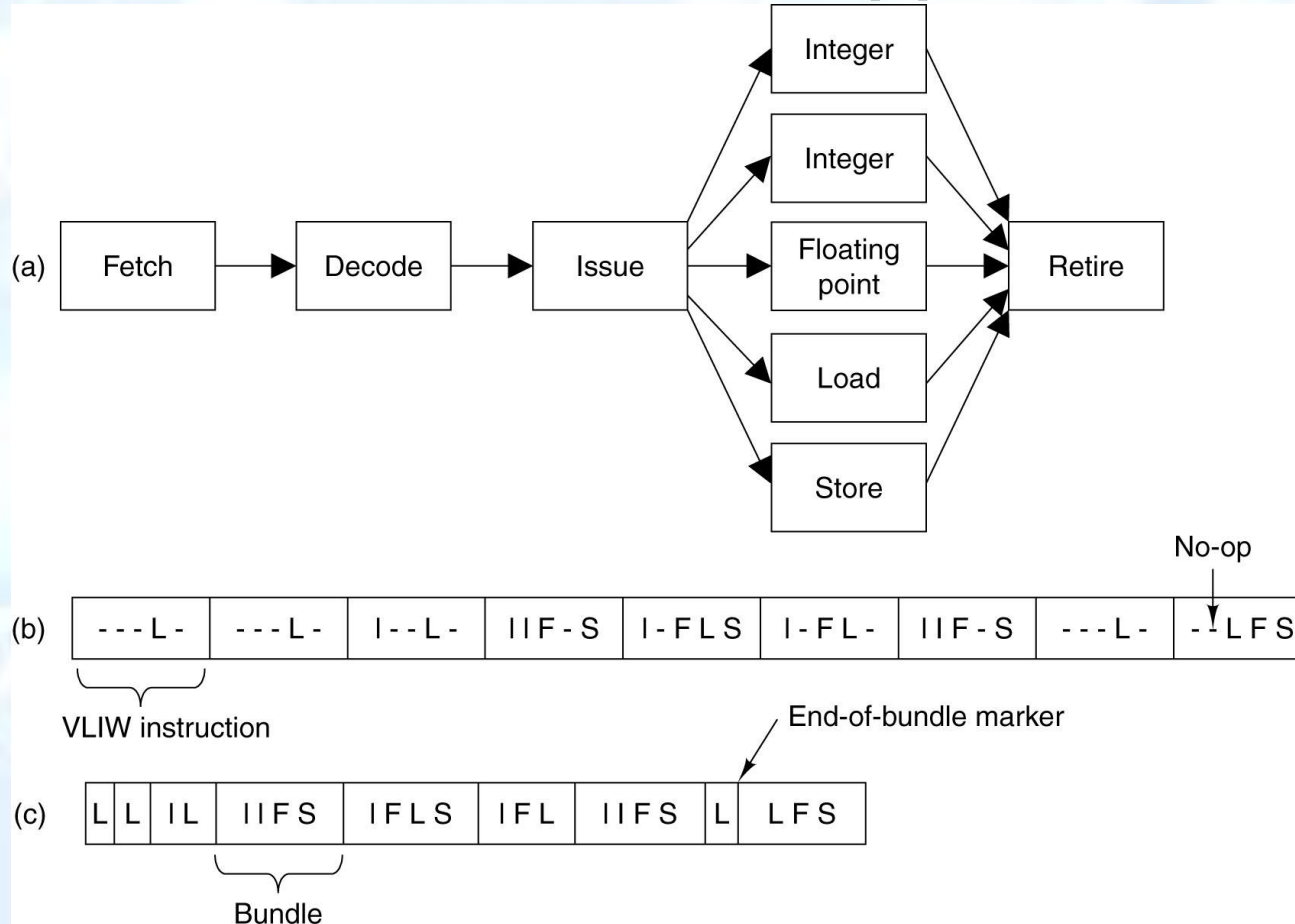 Integer
Integer
(a)
Fetch
Decode
Issue
Floating
point
Retire
Load
Store
No-op
(b)
- - - L -
- - - L -
I - - L -
I I F - S
I - F L S
I - F L -
I I F - S
- - - L -
- - L F S
VLIW instruction
End-of-bundle marker
(c)
L
L
I L
I I F S
I F L S
I F L
I I F S
L
L F S
Bundle